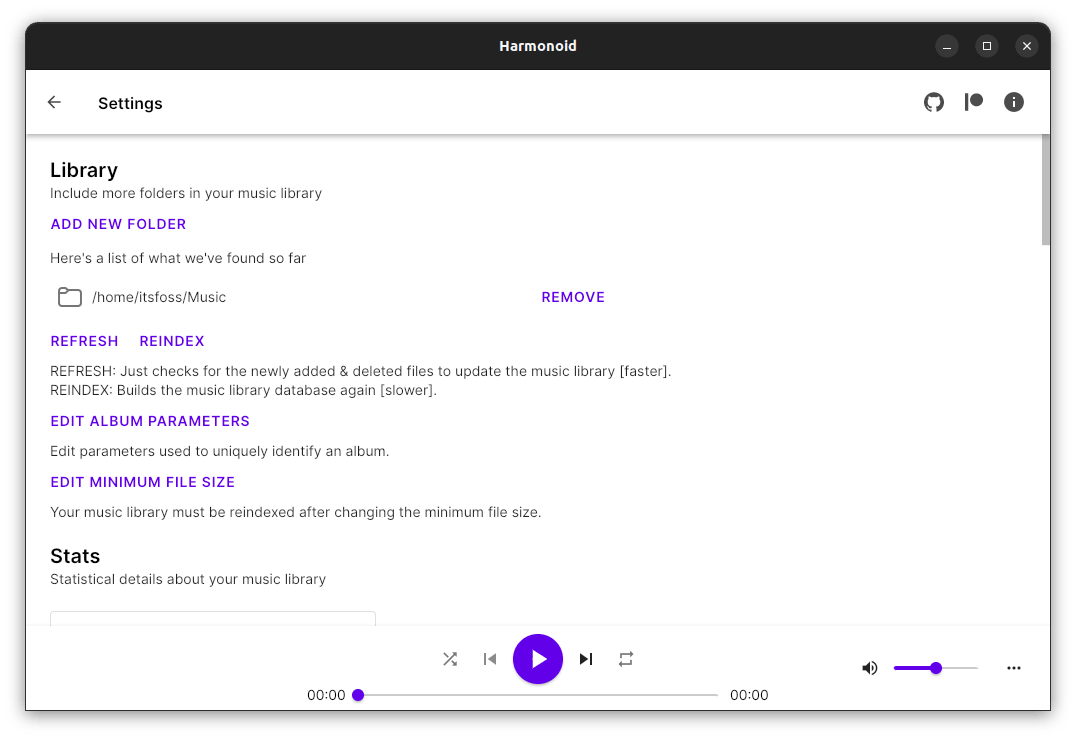 Harmonoid
Settings
Library
Include more folders in your music library
ADD NEW FOLDER
Here's a list of what we've found so far
/home/itsfoss/Music REMOVE
REFRESH REINDEX
REFRESH: Just checks for the newly added & deleted files to update the music library [faster].
REINDEX: Builds the music library database again [slower].
EDIT ALBUM PARAMETERS
Edit parameters used to uniquely identify an album.
EDIT MINIMUM FILE SIZE
Your music library must be reindexed after changing the minimum file size.
Stats
Statistical details about your music library
00:00 00:00